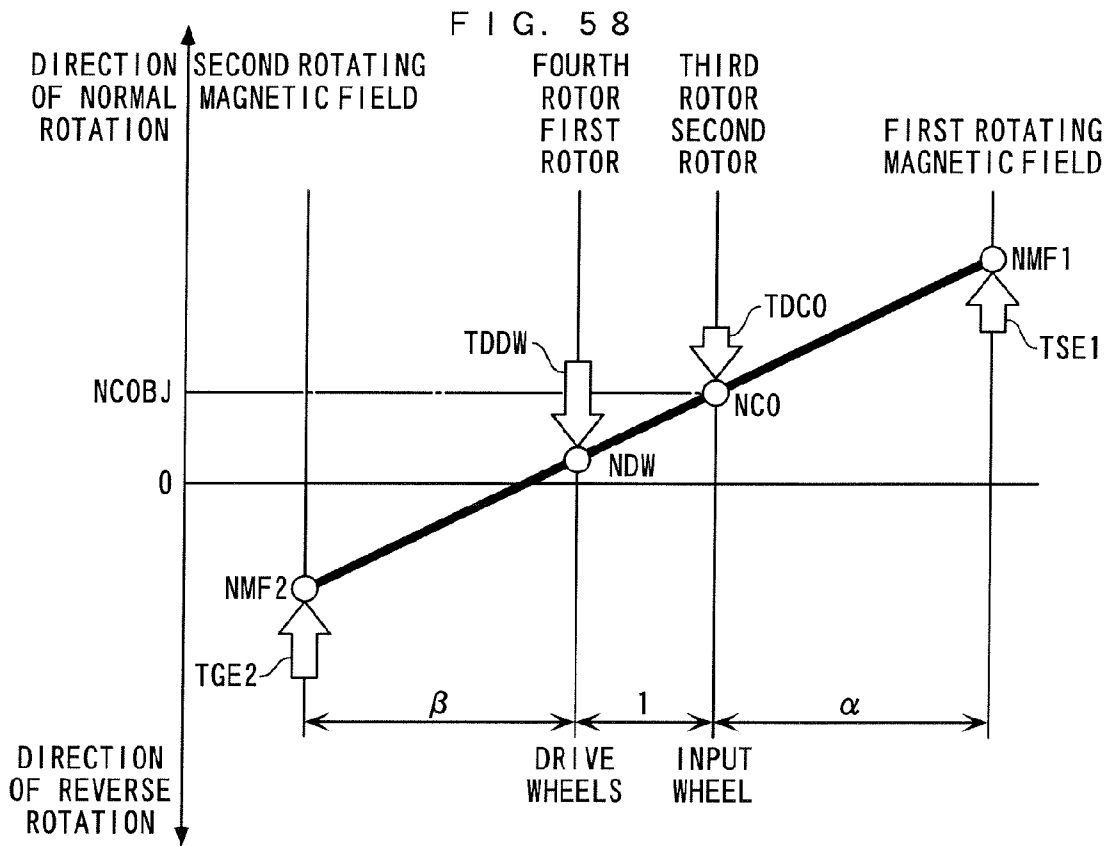 FIG. 58
DIRECTION
OF NORMAL
ROTATION
SECOND ROTATING
MAGNETIC FIELD
FOURTH
ROTOR
FIRST
ROTOR
THIRD
ROTOR
SECOND
ROTOR
FIRST ROTATING
MAGNETIC FIELD
NMF1
TDCO
TSE1
TDDW
NCOBJ
NCO
NDW
0
NMF2
TGE2
β
1
α
DIRECTION
OF REVERSE
ROTATION
DRIVE
WHEELS
INPUT
WHEEL